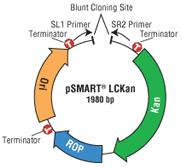 Blunt Cloning Site
SL1 Primer
SR2 Primer
Terminator
Terminator
T
T
pSMART® LCKan
1980 bp
Ori
Kan
Terminator
T
ROP